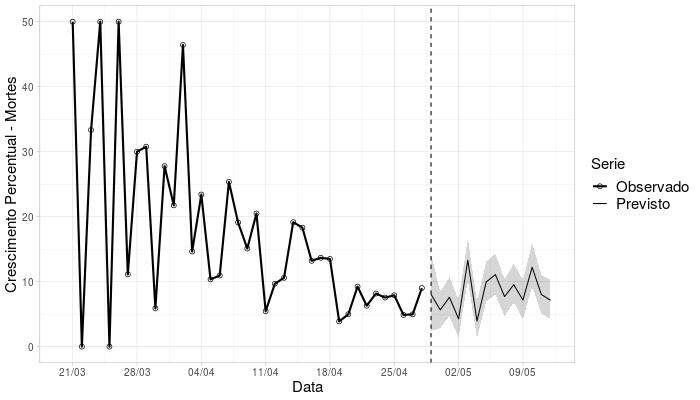 Crescimento Percentual - Mortes
50
40
30
20
10
0
21/03 28/03 04/04 11/04 18/04 25/04 02/05 09/05
Data
Serie
Observado
Previsto